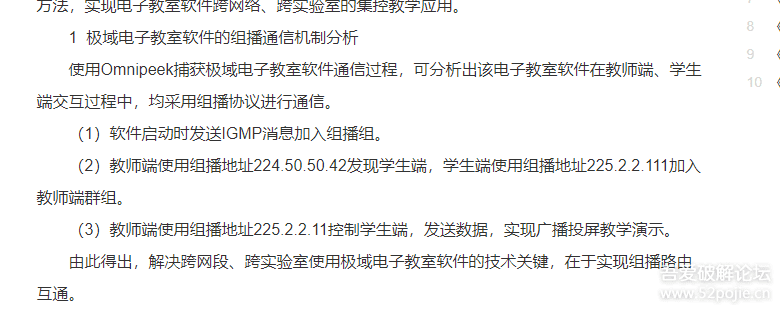 方法，实现电子教室软件跨网络、跨实验室的集控教学应用。
1 极域电子教室软件的组播通信机制分析
使用Omnipeek捕获极域电子教室软件通信过程，可分析出该电子教室软件在教师端、学生
端交互过程中，均采用组播协议进行通信。
（1）软件启动时发送IGMP消息加入组播组。
（2）教师端使用组播地址224.50.50.42发现学生端，学生端使用组播地址225.2.2.111加入
教师端群组。
（3）教师端使用组播地址225.2.2.11控制学生端，发送数据，实现广播投屏教学演示。
由此得出，解决跨网段、跨实验室使用极域电子教室软件的技术关键，在于实现组播路由
互通。
8
9
10
吾爱破解论坛
www.52pojie.cn